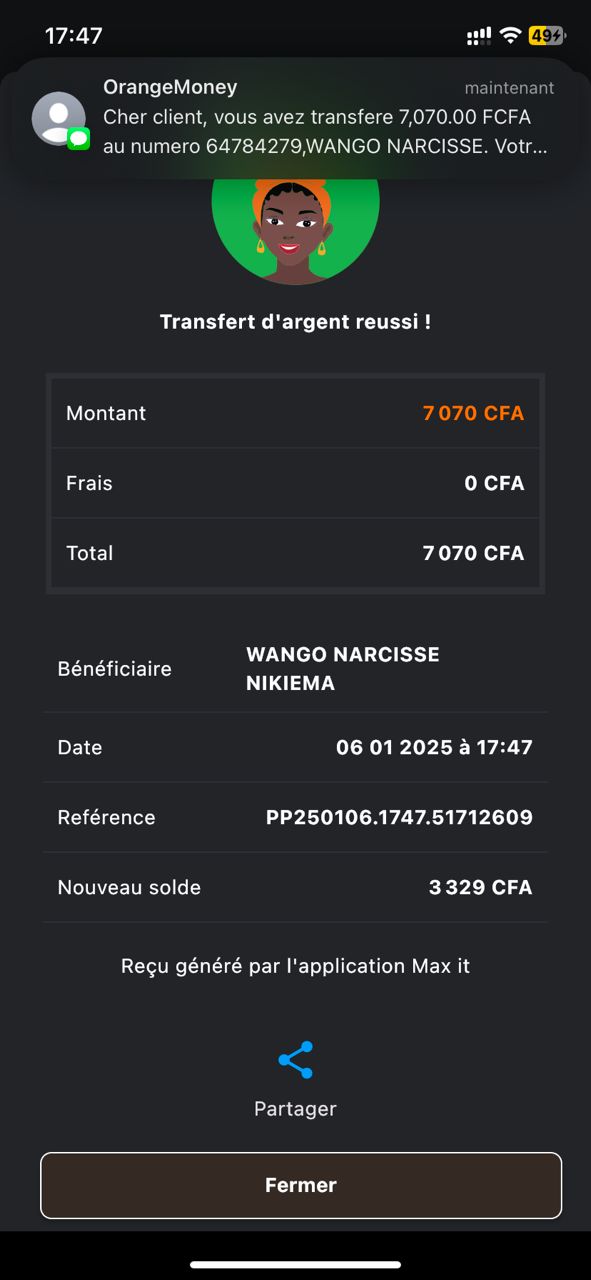 17:47
49
OrangeMoney
maintenant
Cher client, vous avez transfere 7,070.00 FCFA
au numero 64784279,WANGO NARCISSE. Votr...
Transfert d'argent reussi !
Montant
7 070 CFA
Frais
0 CFA
Total
7 070 CFA
Bénéficiaire
WANGO NARCISSE
NIKIEMA
Date
06 01 2025 à 17:47
Reférence
PP250106.1747.51712609
Nouveau solde
3 329 CFA
Reçu généré par l'application Max it
Partager
Fermer